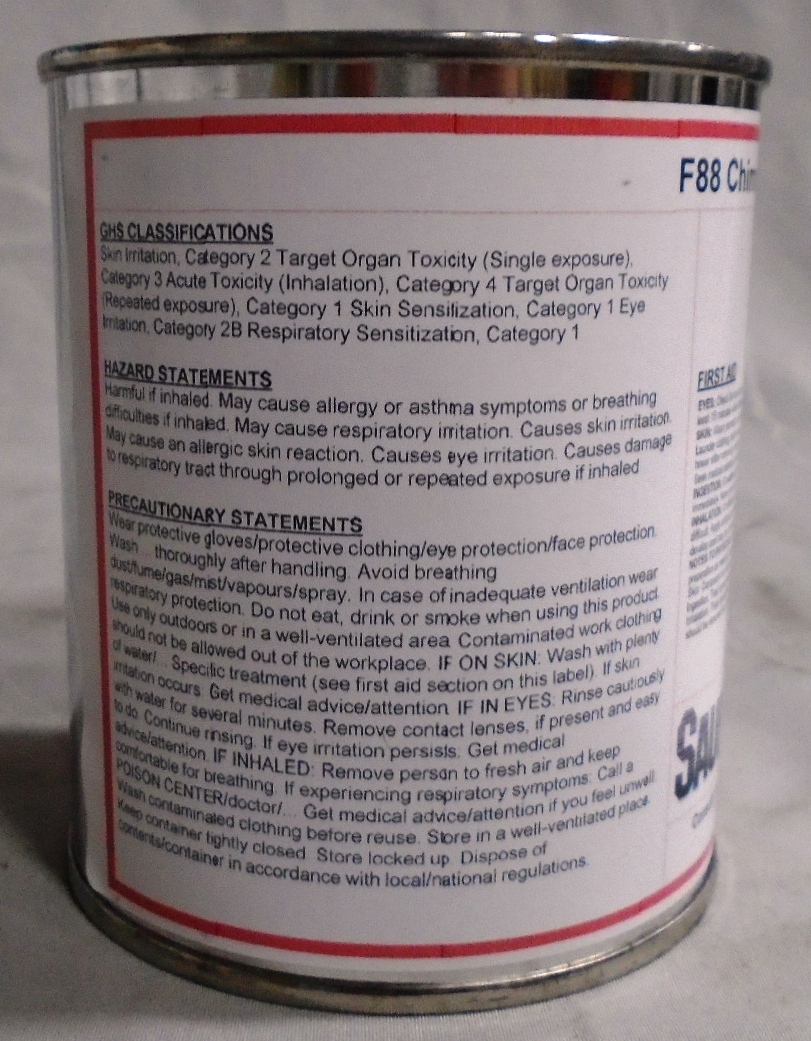 F88
GHS CLASSIFICATIONS
Skin Irritation, Category 2 Target Organ Toxicity (Single exposure),
Category 3 Acute Toxicity (Inhalation), Category 4 Target Organ Toxicity
(Repeated exposure), Category 1 Skin Sensilization, Category 1 Eye
Irritation, Category 2B Respiratory Sensitization, Category 1
HAZARD STATEMENTS
Harmful if inhaled. May cause allergy or asthma symptoms or breathing
difficulties if inhaled. May cause respiratory irritation. Causes skin irritation.
May cause an allergic skin reaction. Causes eye irritation. Causes damage
to respiratory tract through prolonged or repeated exposure if inhaled
PRECAUTIONARY STATEMENTS
Wear protective gloves/protective clothing/eye protection/face protection.
Wash... thoroughly after handling. Avoid breathing
dust/fume/gas/mist/vapours/spray. In case of inadequate ventilation wear
respiratory protection. Do not eat, drink or smoke when using this product.
Use only outdoors or in a well-ventilated area Contaminated work clothing
should not be allowed out of the workplace. IF ON SKIN: Wash with plenty
of water/... Specific treatment (see first aid section on this label). If skin
irritation occurs: Get medical advice/attention. IF IN EYES: Rinse cautiously
with water for several minutes. Remove contact lenses, if present and easy
to do. Continue rinsing. If eye irritation persists: Get medical
advice/attention. IF INHALED: Remove person to fresh air and keep
comfortable for breathing. If experiencing respiratory symptoms: Call a
POISON CENTER/doctor/... Get medical advice/attention if you feel unwell.
Wash contaminated clothing before reuse. Store in a well-ventilated place.
Keep container tightly closed. Store locked up. Dispose of
contents/container in accordance with local/national regulations.
FIRST AID
EYES:
SKIN: